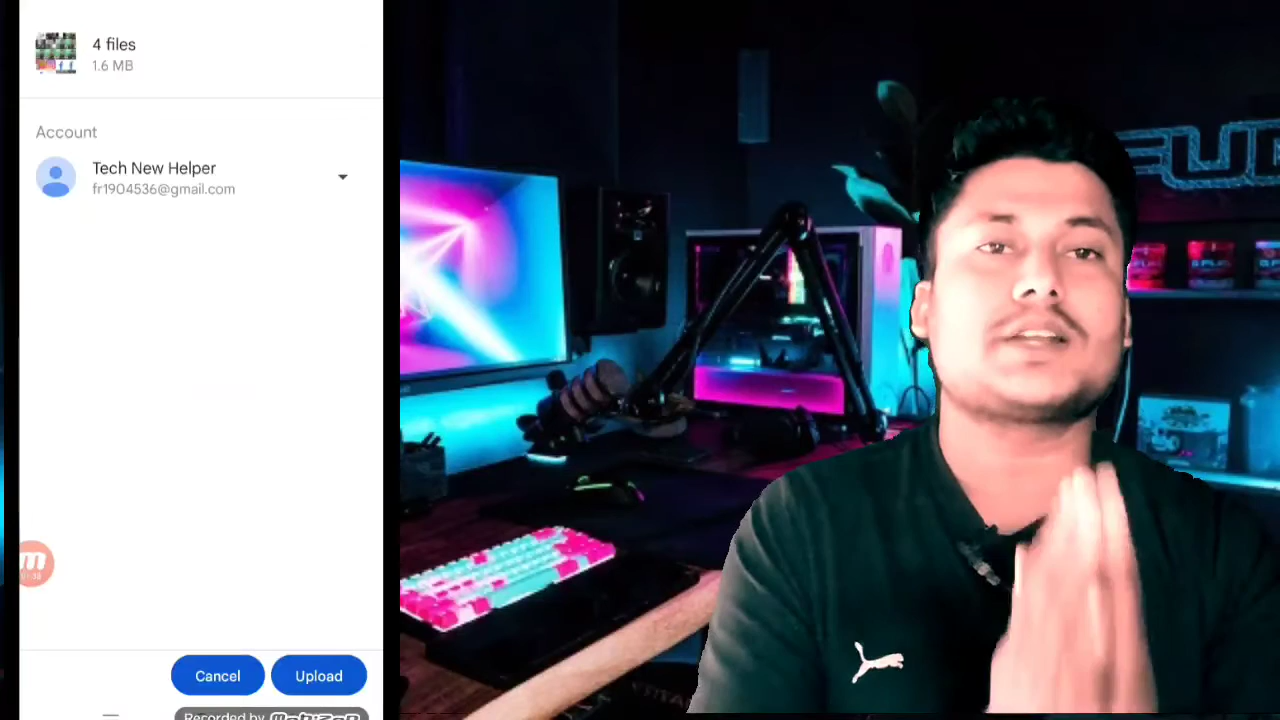 4 files
1.6 MB
Account
Tech New Helper
fr1904536@gmail.com
Cancel
Upload
Recorded by